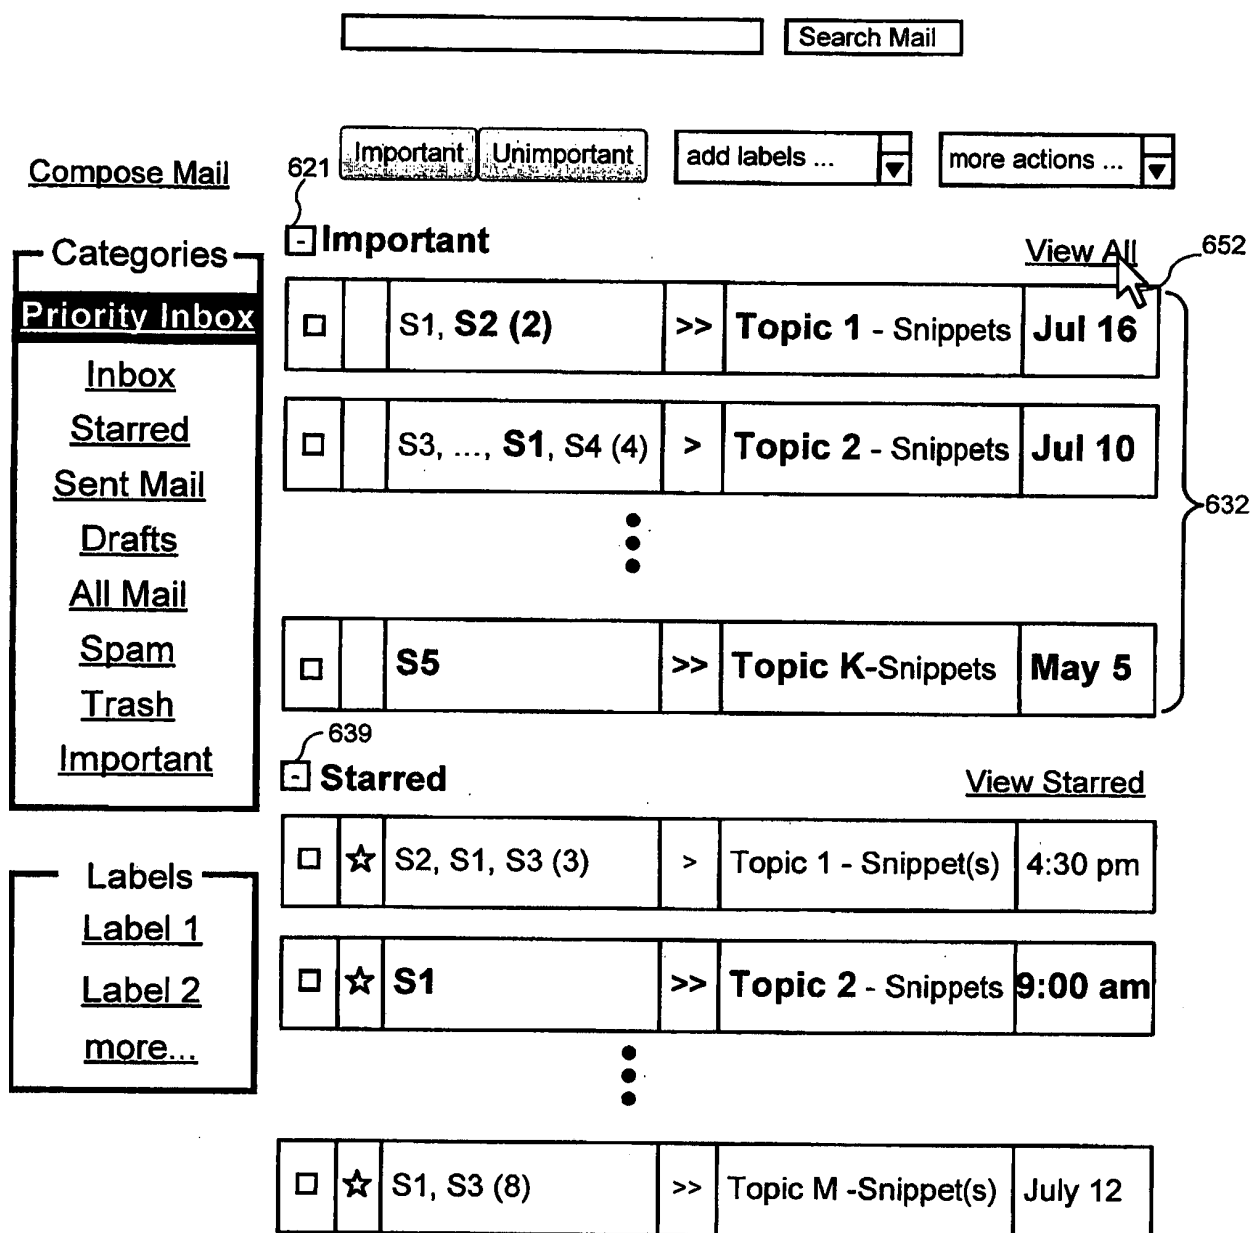 Search Mail
Important Unimportant add labels ... more actions ...
Compose Mail
621
- Important
View All
652
Categories
Priority Inbox
Inbox
Starred
Sent Mail
Drafts
All Mail
Spam
Trash
Important
S1, S2 (2) >> Topic 1 - Snippets Jul 16
S3, ..., S1, S4 (4) > Topic 2 - Snippets Jul 10
632
S5 >> Topic K-Snippets May 5
639
- Starred
View Starred
S2, S1, S3 (3) > Topic 1 - Snippet(s) 4:30 pm
S1 >> Topic 2 - Snippets 9:00 am
S1, S3 (8) >> Topic M -Snippet(s) July 12
Labels
Label 1
Label 2
more...